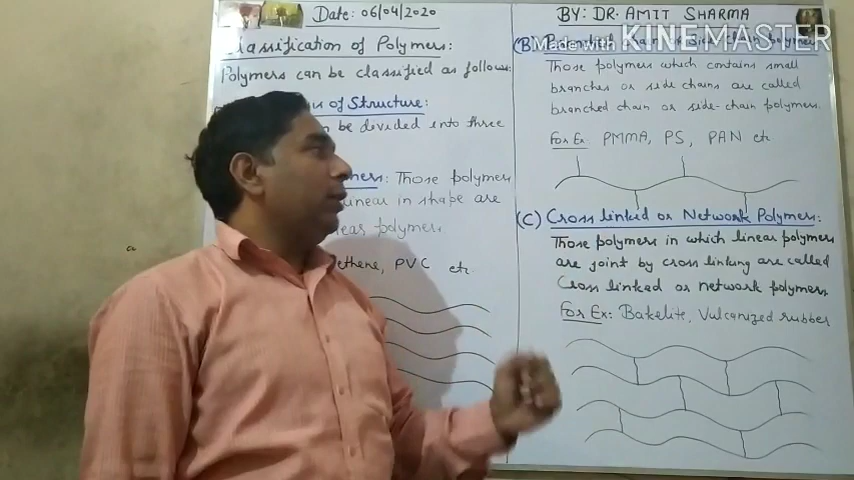 Date: 06/04/2020
Classification of Polymers:
Polymers can be classified as follows:
of Structure:
be divided into three
Those polymers
linear in shape are
polymers
PVC etc.
BY: DR. AMIT SHARMA
Made with KINEMASTER
(B)
Those polymers which contains small
branches or side chains are called
branched chain or side-chain polymers.
For Ex: PMMA, PS, PAN etc
(C) Cross linked or Network Polymers:
Those polymers in which linear polymers
are joint by cross linking are called
Cross linked or network polymers
For Ex: Bakelite, Vulcanized rubber